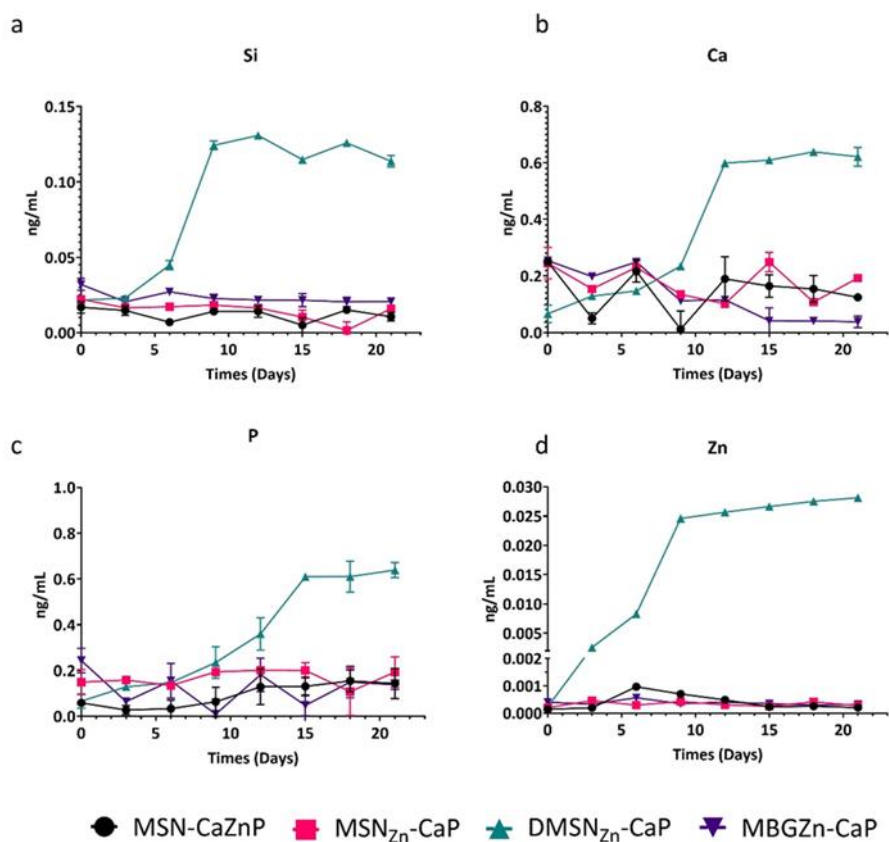 a
Si
ng/mL
0.15
0.10
0.05
0.00
0 5 10 15 20
Times (Days)
b
Ca
ng/mL
0.8
0.6
0.4
0.2
0.0
0 5 10 15 20
Times (Days)
c
P
ng/mL
1.0
0.8
0.6
0.4
0.2
0.0
0 5 10 15 20
Times (Days)
d
Zn
ng/mL
0.030
0.025
0.020
0.015
0.010
0.005
0.002
0.001
0.000
0 5 10 15 20
Times (Days)
MSN-CaZnP MSNZn-CaP DMSNZn-CaP MBGZn-CaP